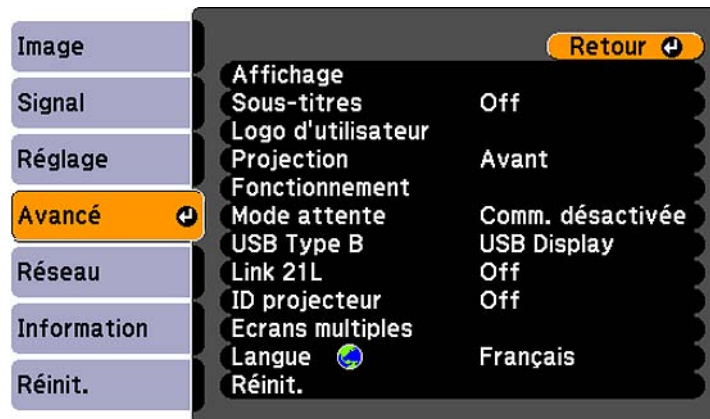 Image
Signal
Réglage
Avancé
Réseau
Information
Réinit.
Retour
Affichage
Sous-titres Off
Logo d'utilisateur
Projection Avant
Fonctionnement
Mode attente Comm. désactivée
USB Type B USB Display
Link 21L Off
ID projecteur Off
Ecrans multiples
Langue Français
Réinit.